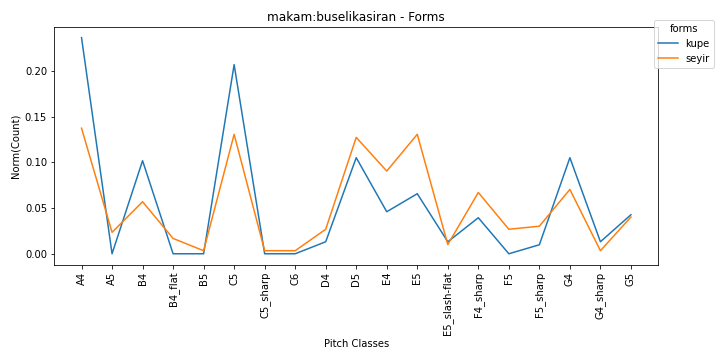 makam:buselikasiran - Forms
forms
kupe
seyir
Norm(Count)
0.20
0.15
0.10
0.05
0.00
A4
A5
B4
B4_flat
B5
C5
C5_sharp
C6
D4
D5
E4
E5
E5_slash-flat
F4_sharp
F5
F5_sharp
G4
G4_sharp
G5
Pitch Classes